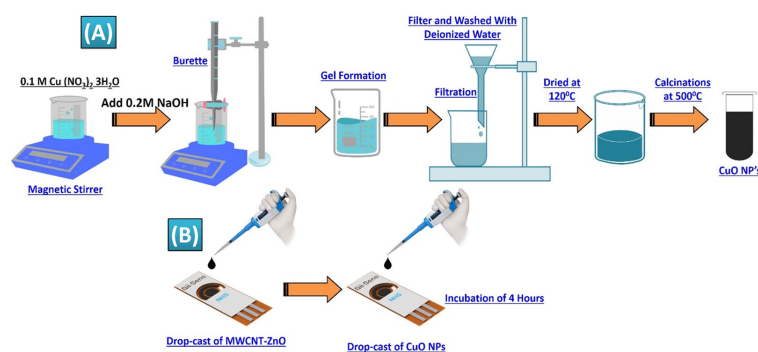 (A)
0.1 M Cu (NO3)2 3H2O
Magnetic Stirrer
Add 0.2M NaOH
Burette
Gel Formation
Filter and Washed With
Deionized Water
Filtration
Dried at
120⁰C
Calcinations
at 500⁰C
CuO NP's
(B)
Drop-cast of MWCNT-ZnO
Drop-cast of CuO NPs
Incubation of 4 Hours